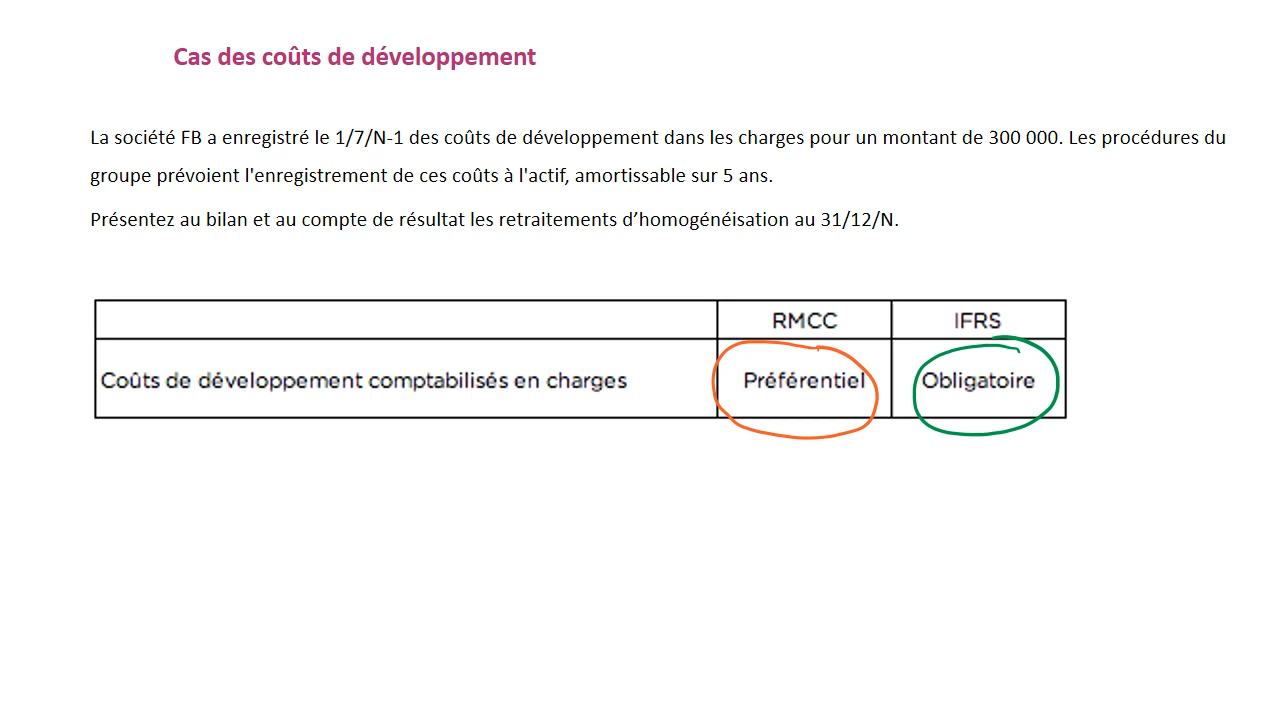 Cas des coûts de développement
La société FB a enregistré le 1/7/N-1 des coûts de développement dans les charges pour un montant de 300 000. Les procédures du
groupe prévoient l'enregistrement de ces coûts à l'actif, amortissable sur 5 ans.
Présentez au bilan et au compte de résultat les retraitements d’homogénéisation au 31/12/N.
RMCC IFRS
Coûts de développement comptabilisés en charges Préférentiel Obligatoire